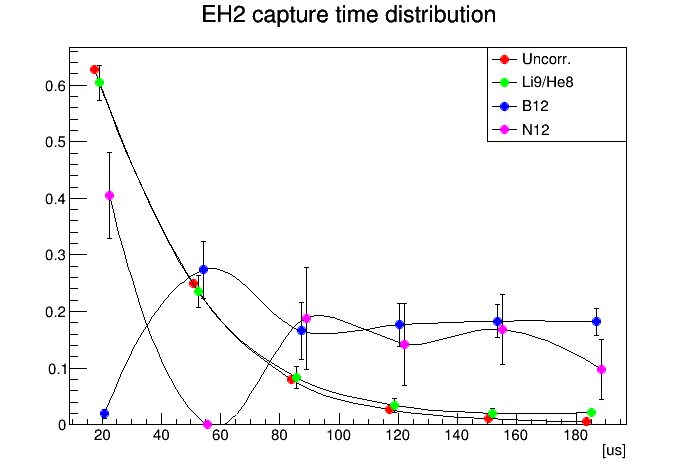 EH2 capture time distribution
Uncorr.
Li9/He8
B12
N12
0.6
0.5
0.4
0.3
0.2
0.1
0
20 40 60 80 100 120 140 160 180
[us]